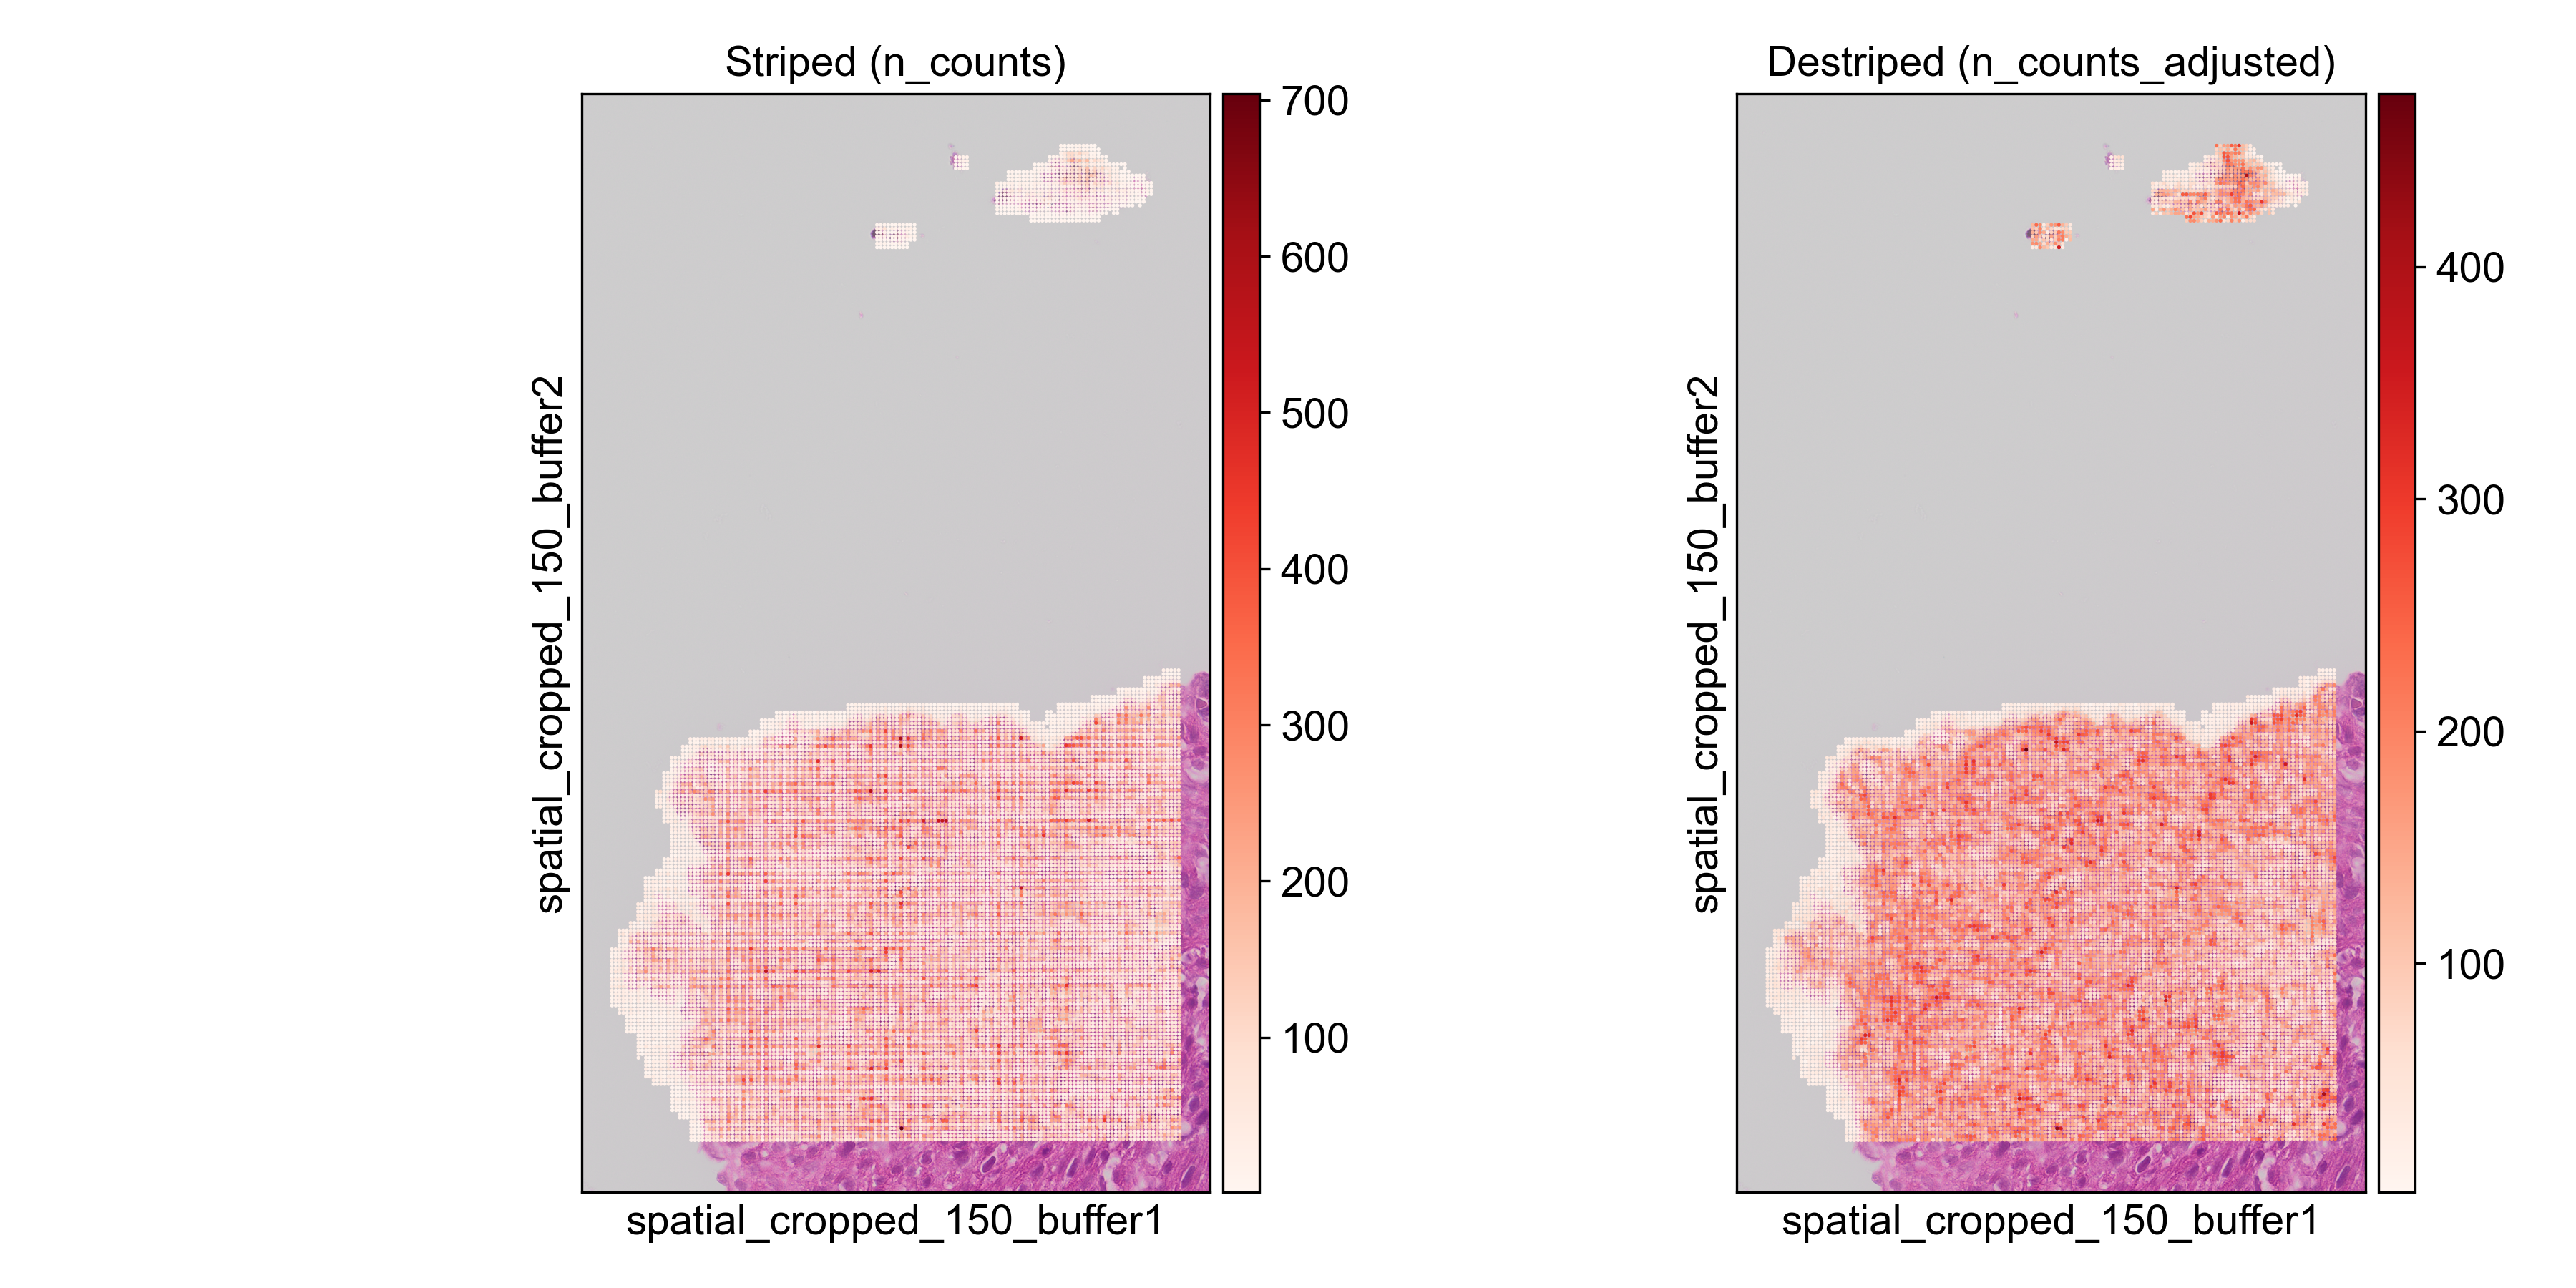 Striped (n_counts)
spatial_cropped_150_buffer2
spatial_cropped_150_buffer1
700
600
500
400
300
200
100
Destriped (n_counts_adjusted)
spatial_cropped_150_buffer2
spatial_cropped_150_buffer1
400
300
200
100